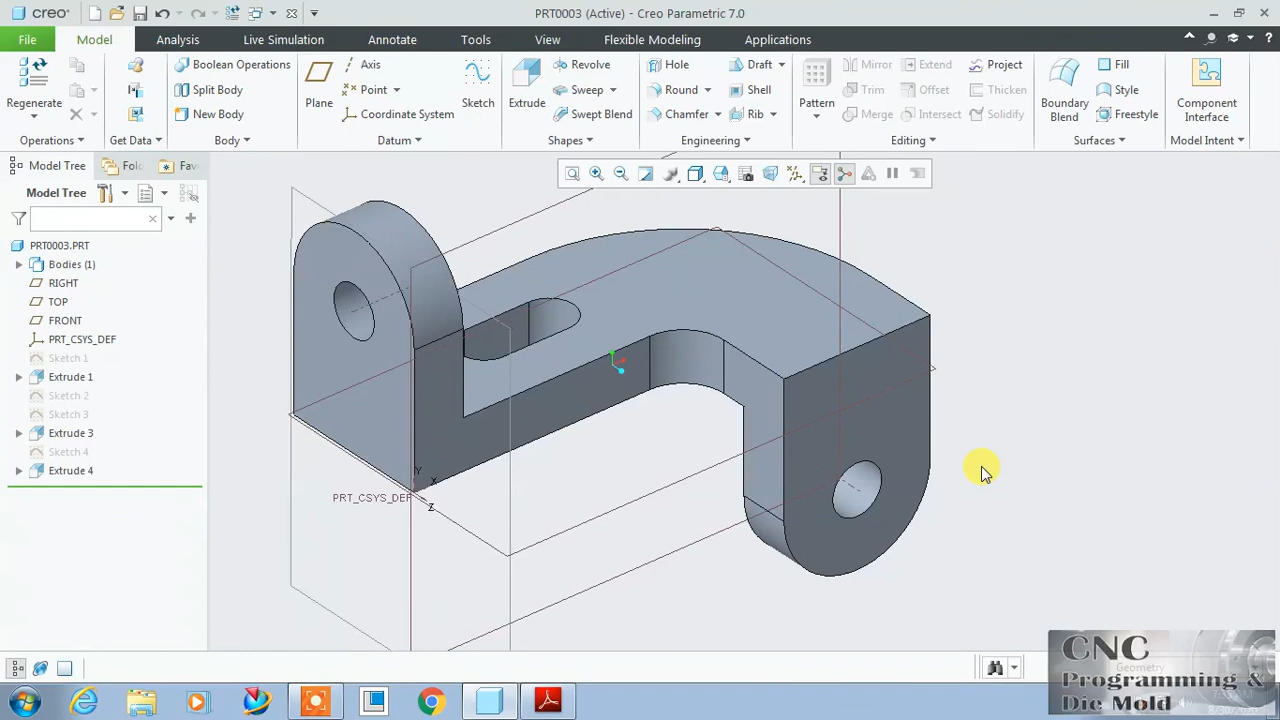 creo
PRT0003 (Active) - Creo Parametric 7.0
File Model Analysis Live Simulation Annotate Tools View Flexible Modeling Applications
Regenerate
Operations
Get Data
Boolean Operations
Split Body
New Body
Body
Plane
Axis
Point
Coordinate System
Sketch
Datum
Extrude
Revolve
Sweep
Swept Blend
Shapes
Hole
Round
Chamfer
Draft
Shell
Rib
Engineering
Pattern
Mirror
Trim
Merge
Extend
Offset
Intersect
Project
Thicken
Solidify
Editing
Boundary
Blend
Fill
Style
Freestyle
Surfaces
Component
Interface
Model Intent
Model Tree Fol Fav
Model Tree
PRT0003.PRT
Bodies (1)
RIGHT
TOP
FRONT
PRT_CSYS_DEF
Sketch 1
Extrude 1
Sketch 2
Sketch 3
Extrude 3
Sketch 4
Extrude 4
Y
X
PRT_CSYS_DEF
Z
CNC
Geometry
Programming &
Die Mold